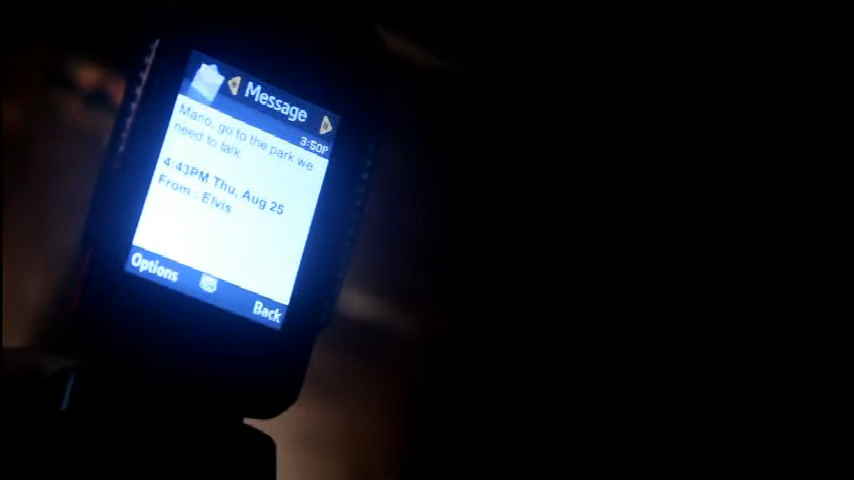 Message
3:50P
Mario, go to the park we
need to talk
4:43PM Thu, Aug 25
From : Elvis
Options
Back